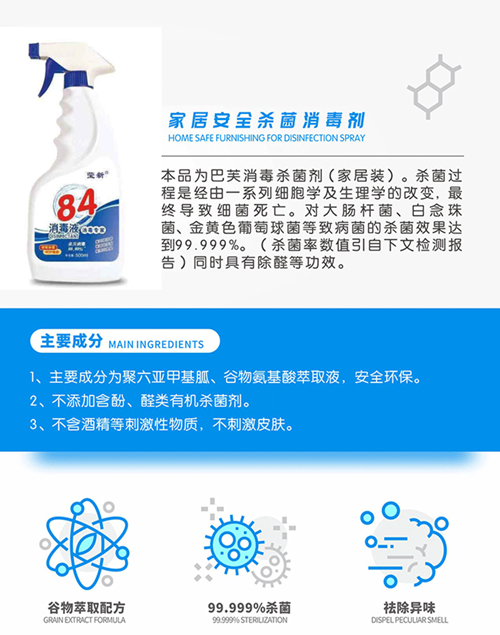 莹新®
84
消毒液
DISINFECTANT
500ml
家居安全杀菌消毒剂
HOME SAFE FURNISHING FOR DISINFECTION SPRAY
本品为巴芙消毒杀菌剂（家居装）。杀菌过
程是经由一系列细胞学及生理学的改变，最
终导致细菌死亡。对大肠杆菌、白念珠
菌、金黄色葡萄球菌等致病菌的杀菌效果达
到99.999%。（杀菌率数值引自下文检测报
告）同时具有除醛等功效。
主要成分 MAIN INGREDIENTS
1、主要成分为聚六亚甲基胍、谷物氨基酸萃取液，安全环保。
2、不添加含酚、醛类有机杀菌剂。
3、不含酒精等刺激性物质，不刺激皮肤。
谷物萃取配方
GRAIN EXTRACT FORMULA
99.999%杀菌
99.999% STERILIZATION
祛除异味
DISPEL PECULIAR SMELL